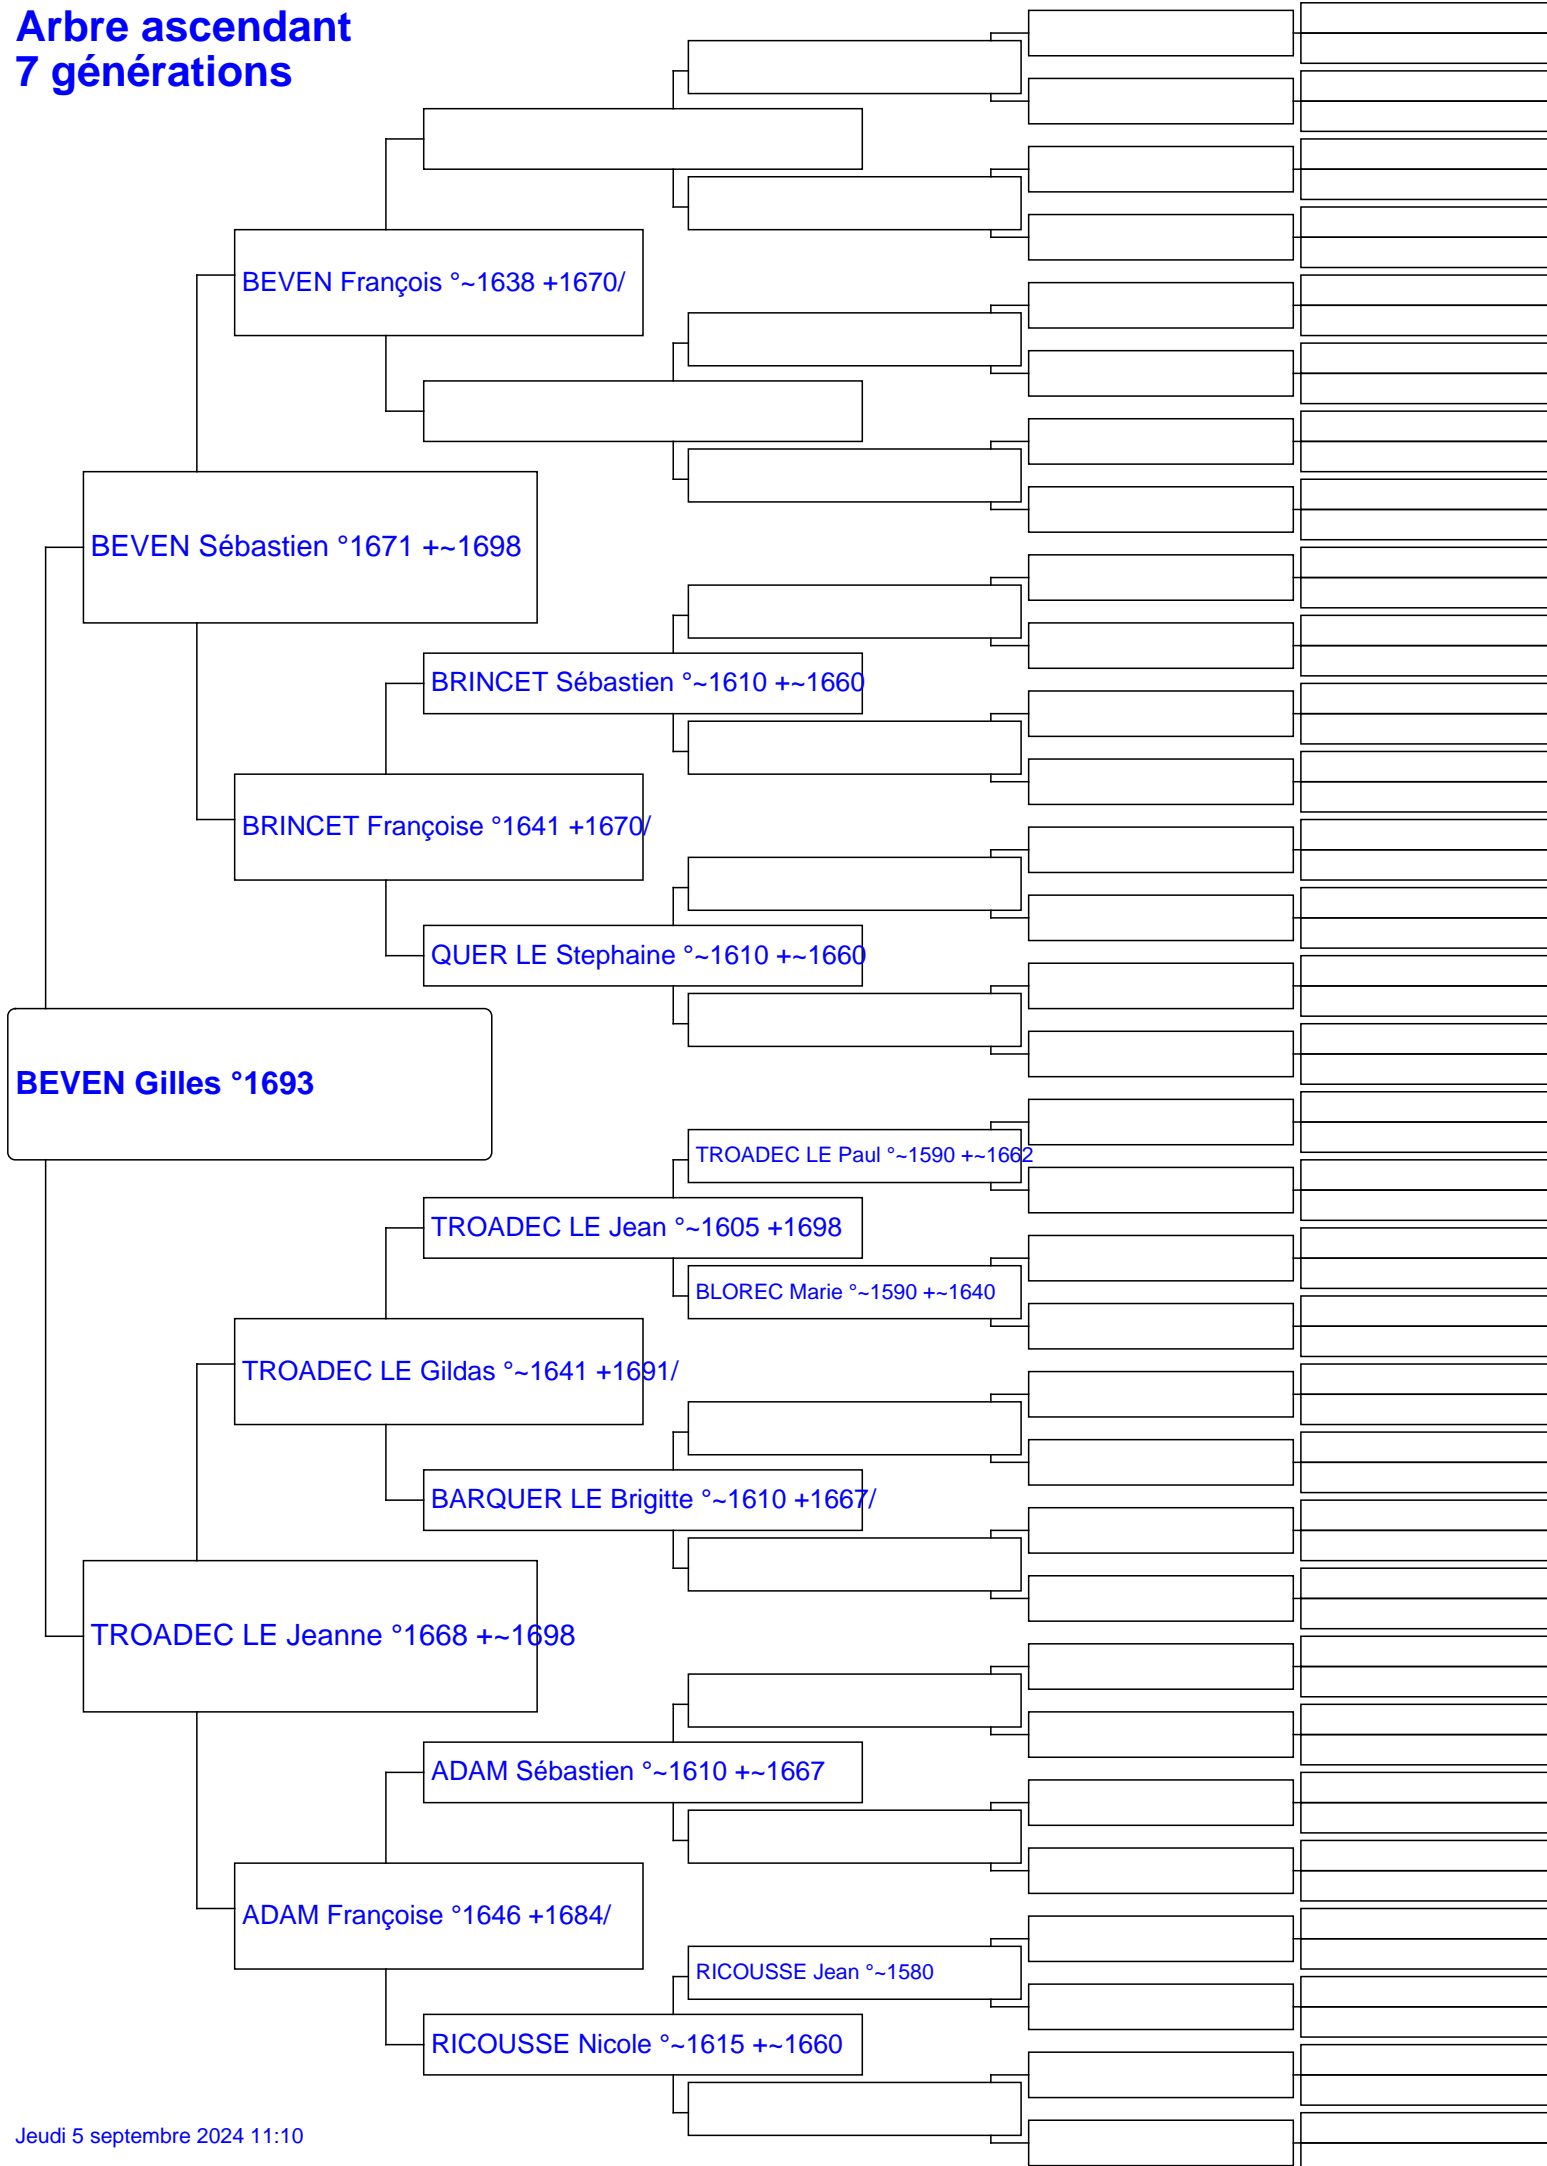 Arbre ascendant
7 générations
BEVEN François °~1638 +1670/
BEVEN Sébastien °1671 +~1698
BRINCET Sébastien °~1610 +~1660
BRINCET Françoise °1641 +1670/
QUER LE Stephaine °~1610 +~1660
BEVEN Gilles °1693
TROADEC LE Paul °~1590 +~1662
TROADEC LE Jean °~1605 +1698
BLOREC Marie °~1590 +~1640
TROADEC LE Gildas °~1641 +1691/
BARQUER LE Brigitte °~1610 +1667/
TROADEC LE Jeanne °1668 +~1698
ADAM Sébastien °~1610 +~1667
ADAM Françoise °1646 +1684/
RICOUSSE Jean °~1580
RICOUSSE Nicole °~1615 +~1660
Jeudi 5 septembre 2024 11:10